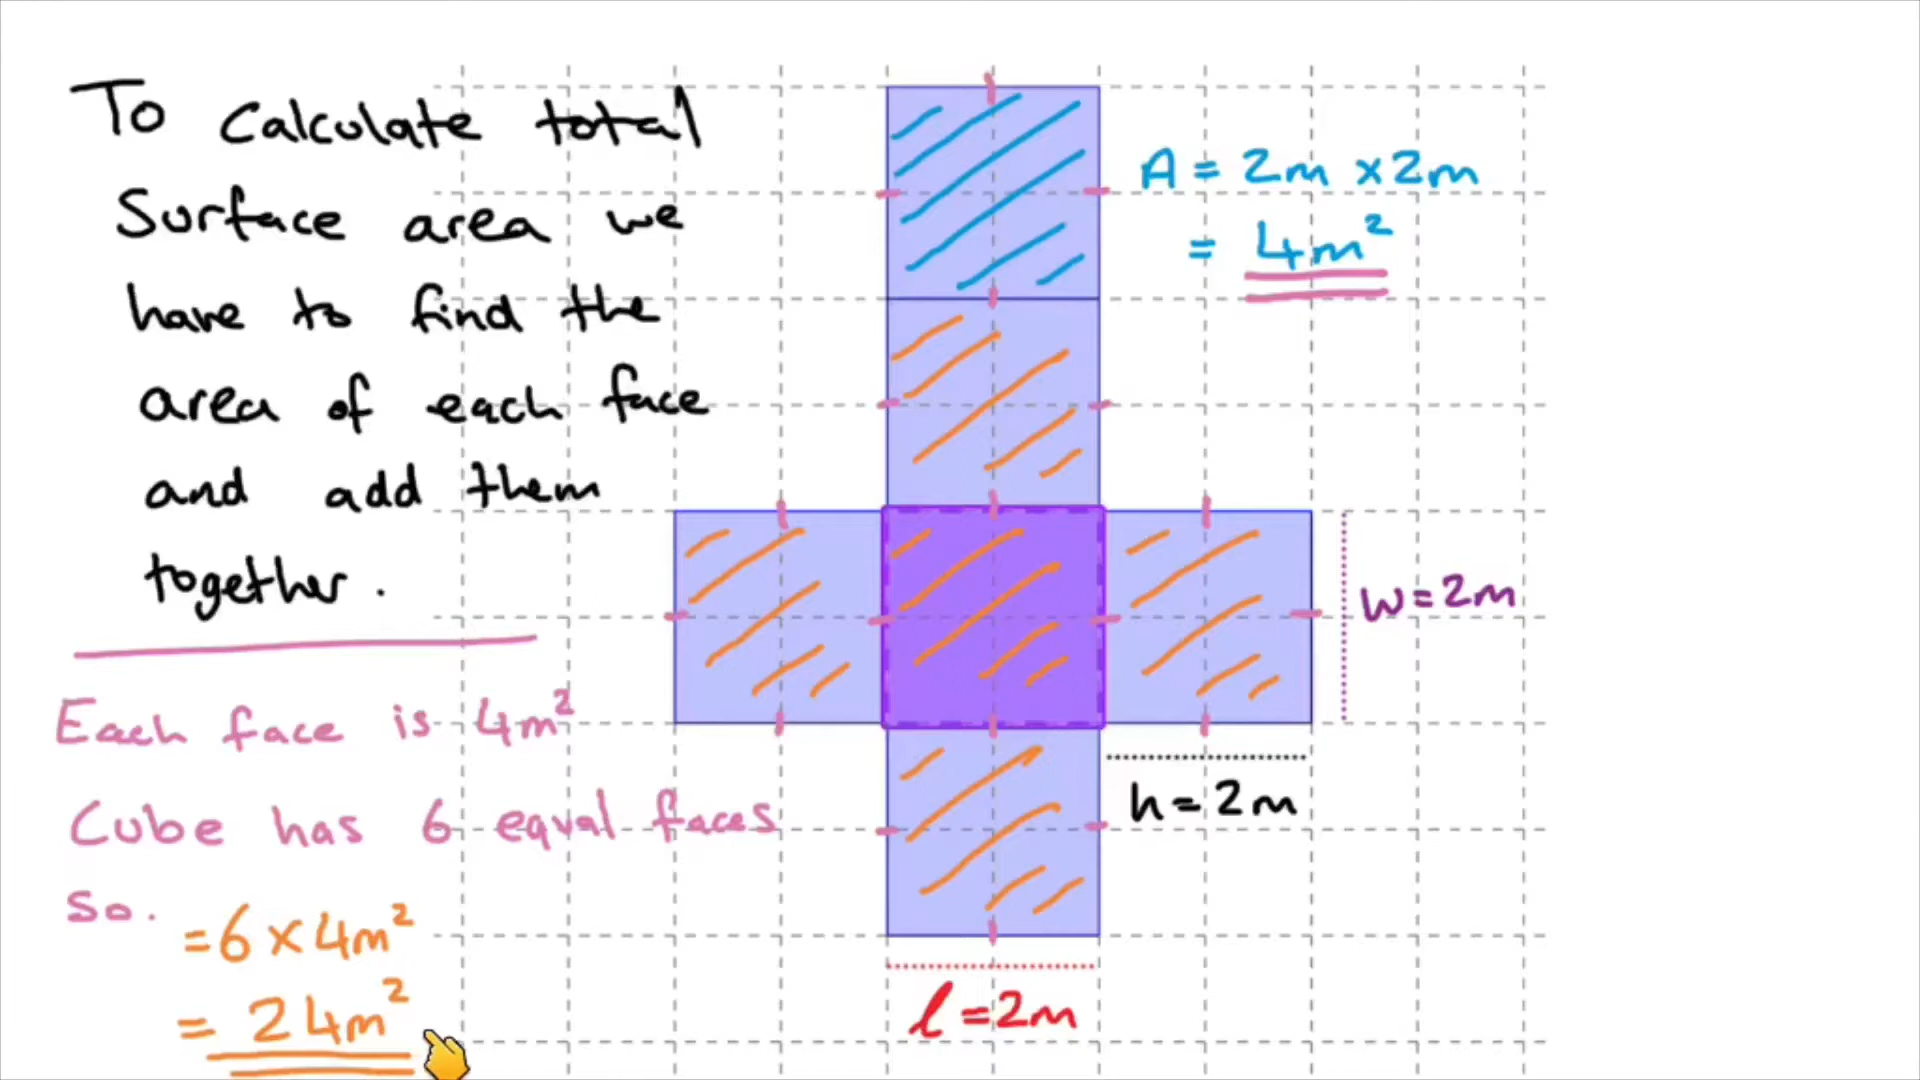 To Calculate total
Surface area we
have to find the
area of each face
and add them
together.
Each face is 4m²
Cube has 6 equal faces
so.
=6×4m²
= 24m²
A = 2m ×2m
= 4m²
W=2m
h=2m
l=2m